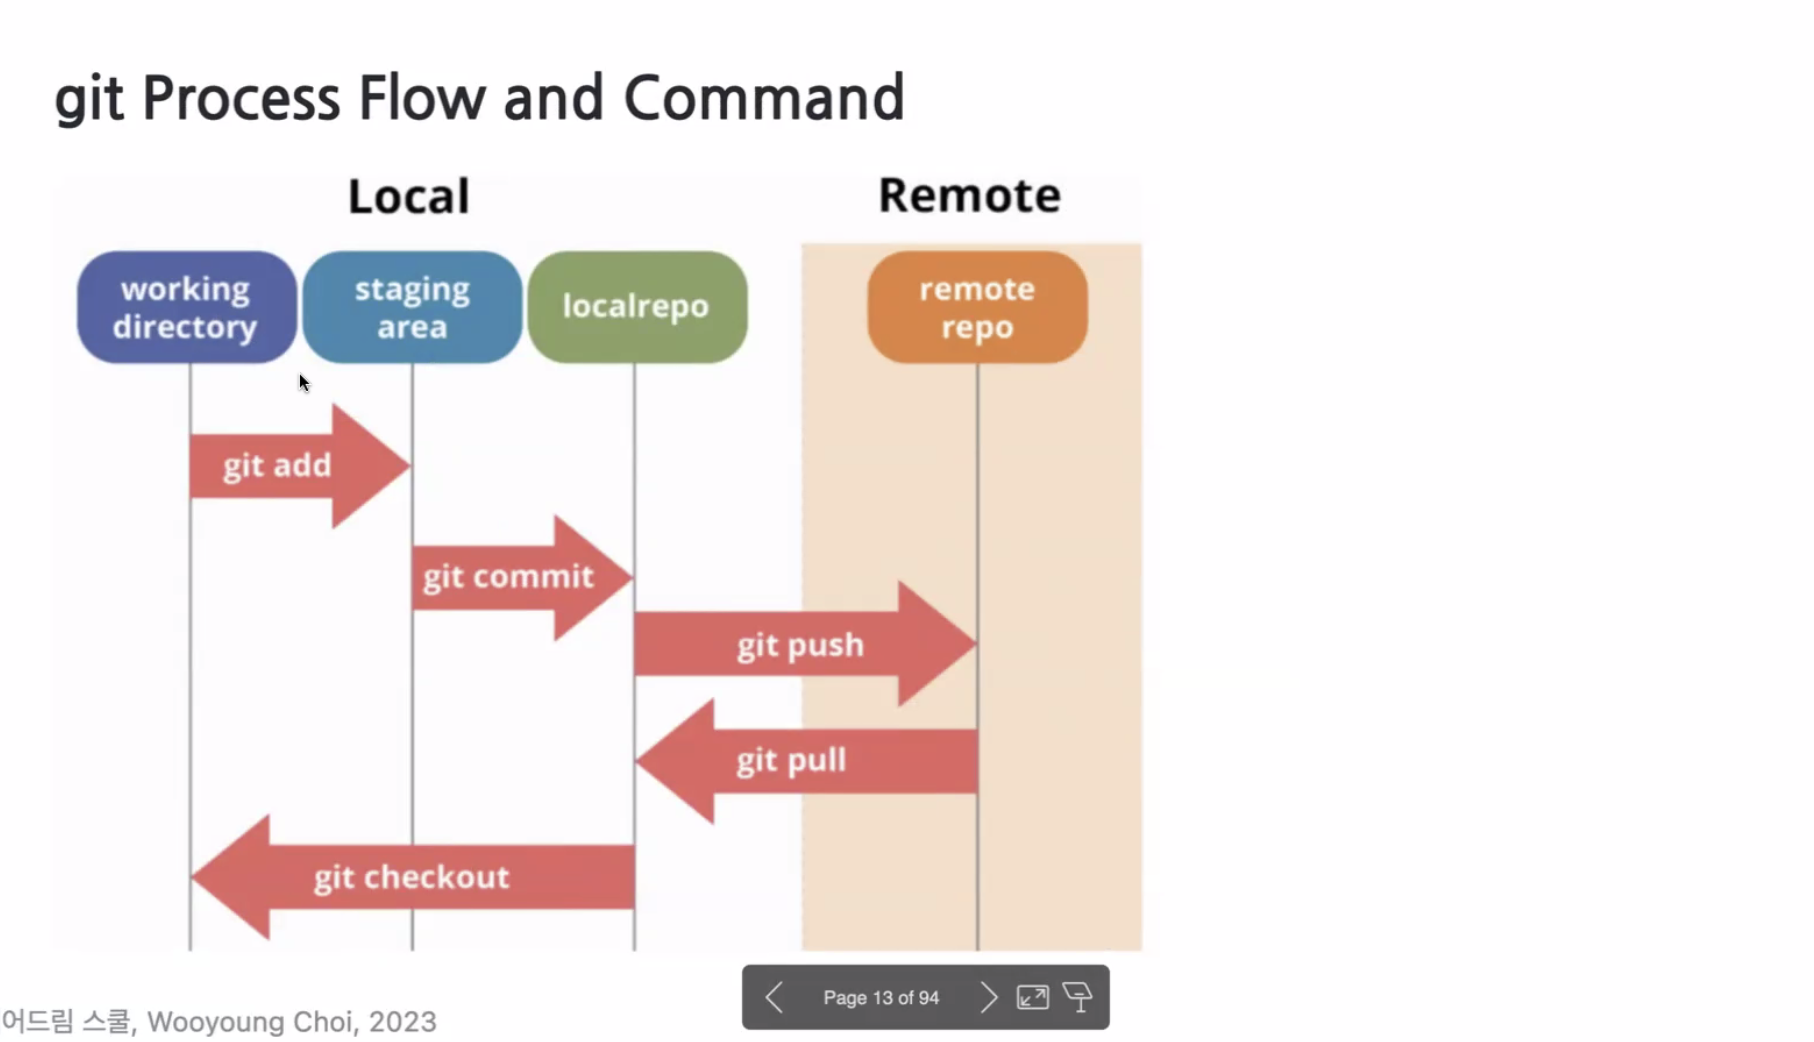 git Process Flow and Command
Local
Remote
working
directory
staging
area
localrepo
remote
repo
git add
git commit
git push
git pull
git checkout
Page 13 of 94
어드림 스쿨, Wooyoung Choi, 2023